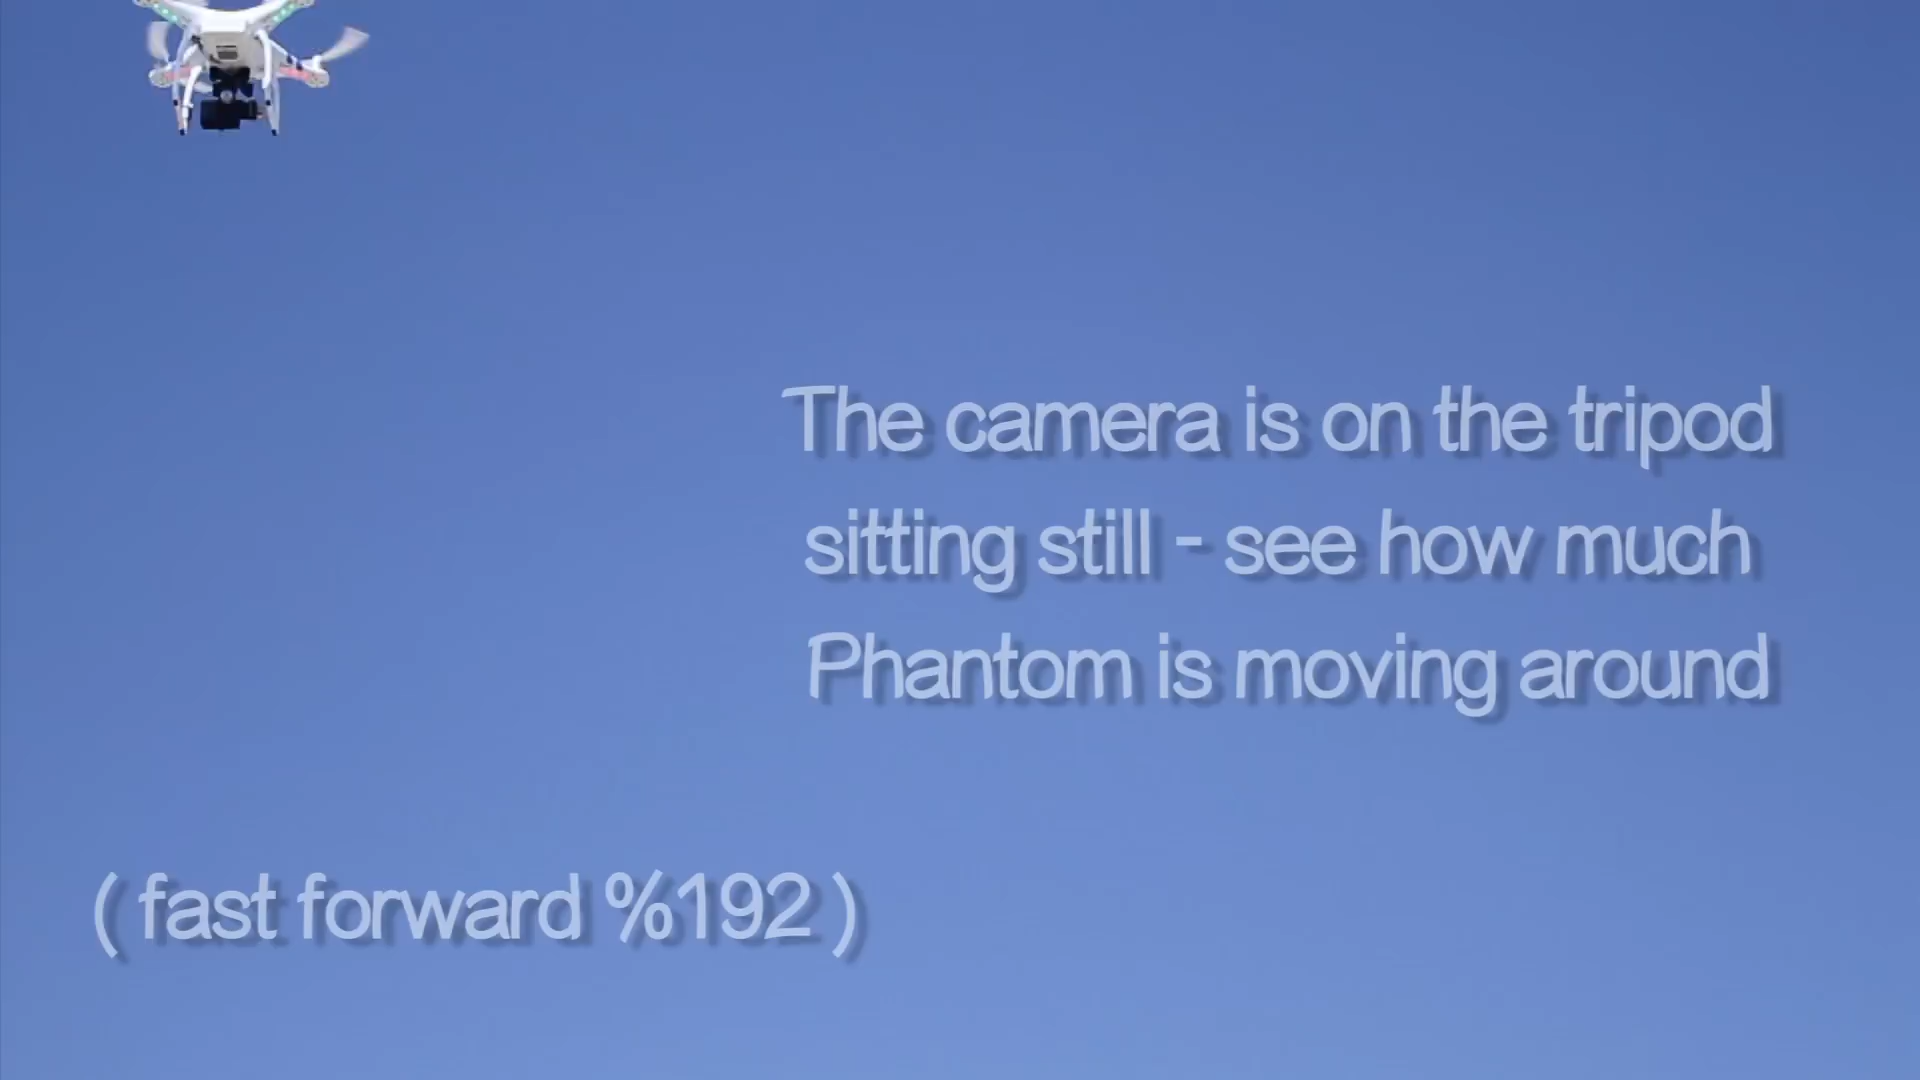 The camera is on the tripod
sitting still - see how much
Phantom is moving around
( fast forward %192 )